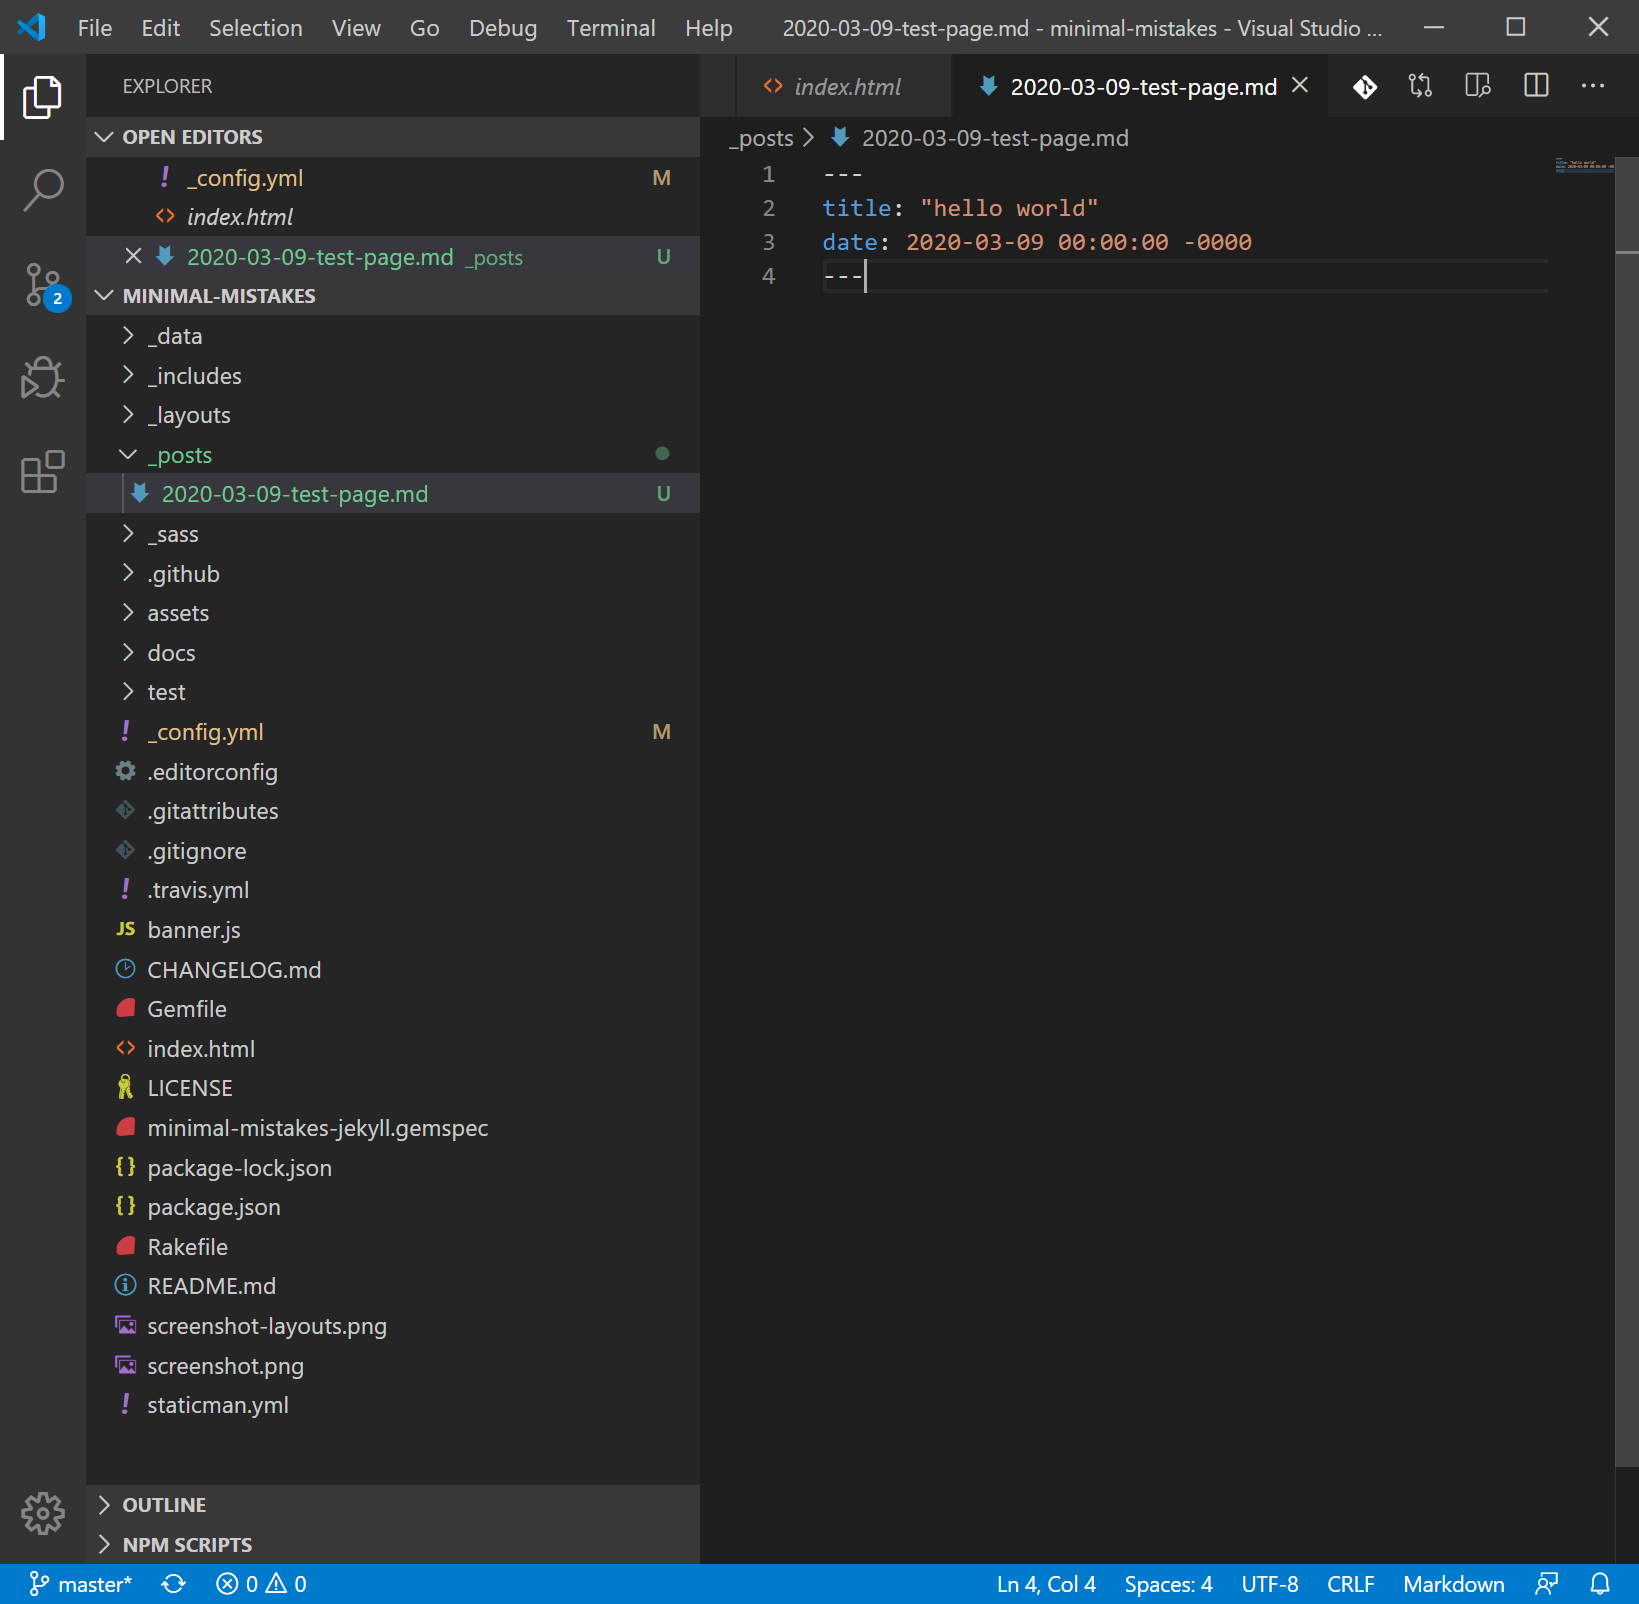 File Edit Selection View Go Debug Terminal Help 2020-03-09-test-page.md - minimal-mistakes - Visual Studio ...
EXPLORER
OPEN EDITORS
! _config.yml M
<> index.html
2020-03-09-test-page.md _posts U
MINIMAL-MISTAKES
_data
_includes
_layouts
_posts
2020-03-09-test-page.md U
_sass
.github
assets
docs
test
! _config.yml M
.editorconfig
.gitattributes
.gitignore
! .travis.yml
JS banner.js
CHANGELOG.md
Gemfile
<> index.html
LICENSE
minimal-mistakes-jekyll.gemspec
{} package-lock.json
{} package.json
Rakefile
README.md
screenshot-layouts.png
screenshot.png
! staticman.yml
OUTLINE
NPM SCRIPTS
2
<> index.html 2020-03-09-test-page.md
_posts > 2020-03-09-test-page.md
1 ---
2 title: "hello world"
3 date: 2020-03-09 00:00:00 -0000
4 ---
master* 0 0 Ln 4, Col 4 Spaces: 4 UTF-8 CRLF Markdown